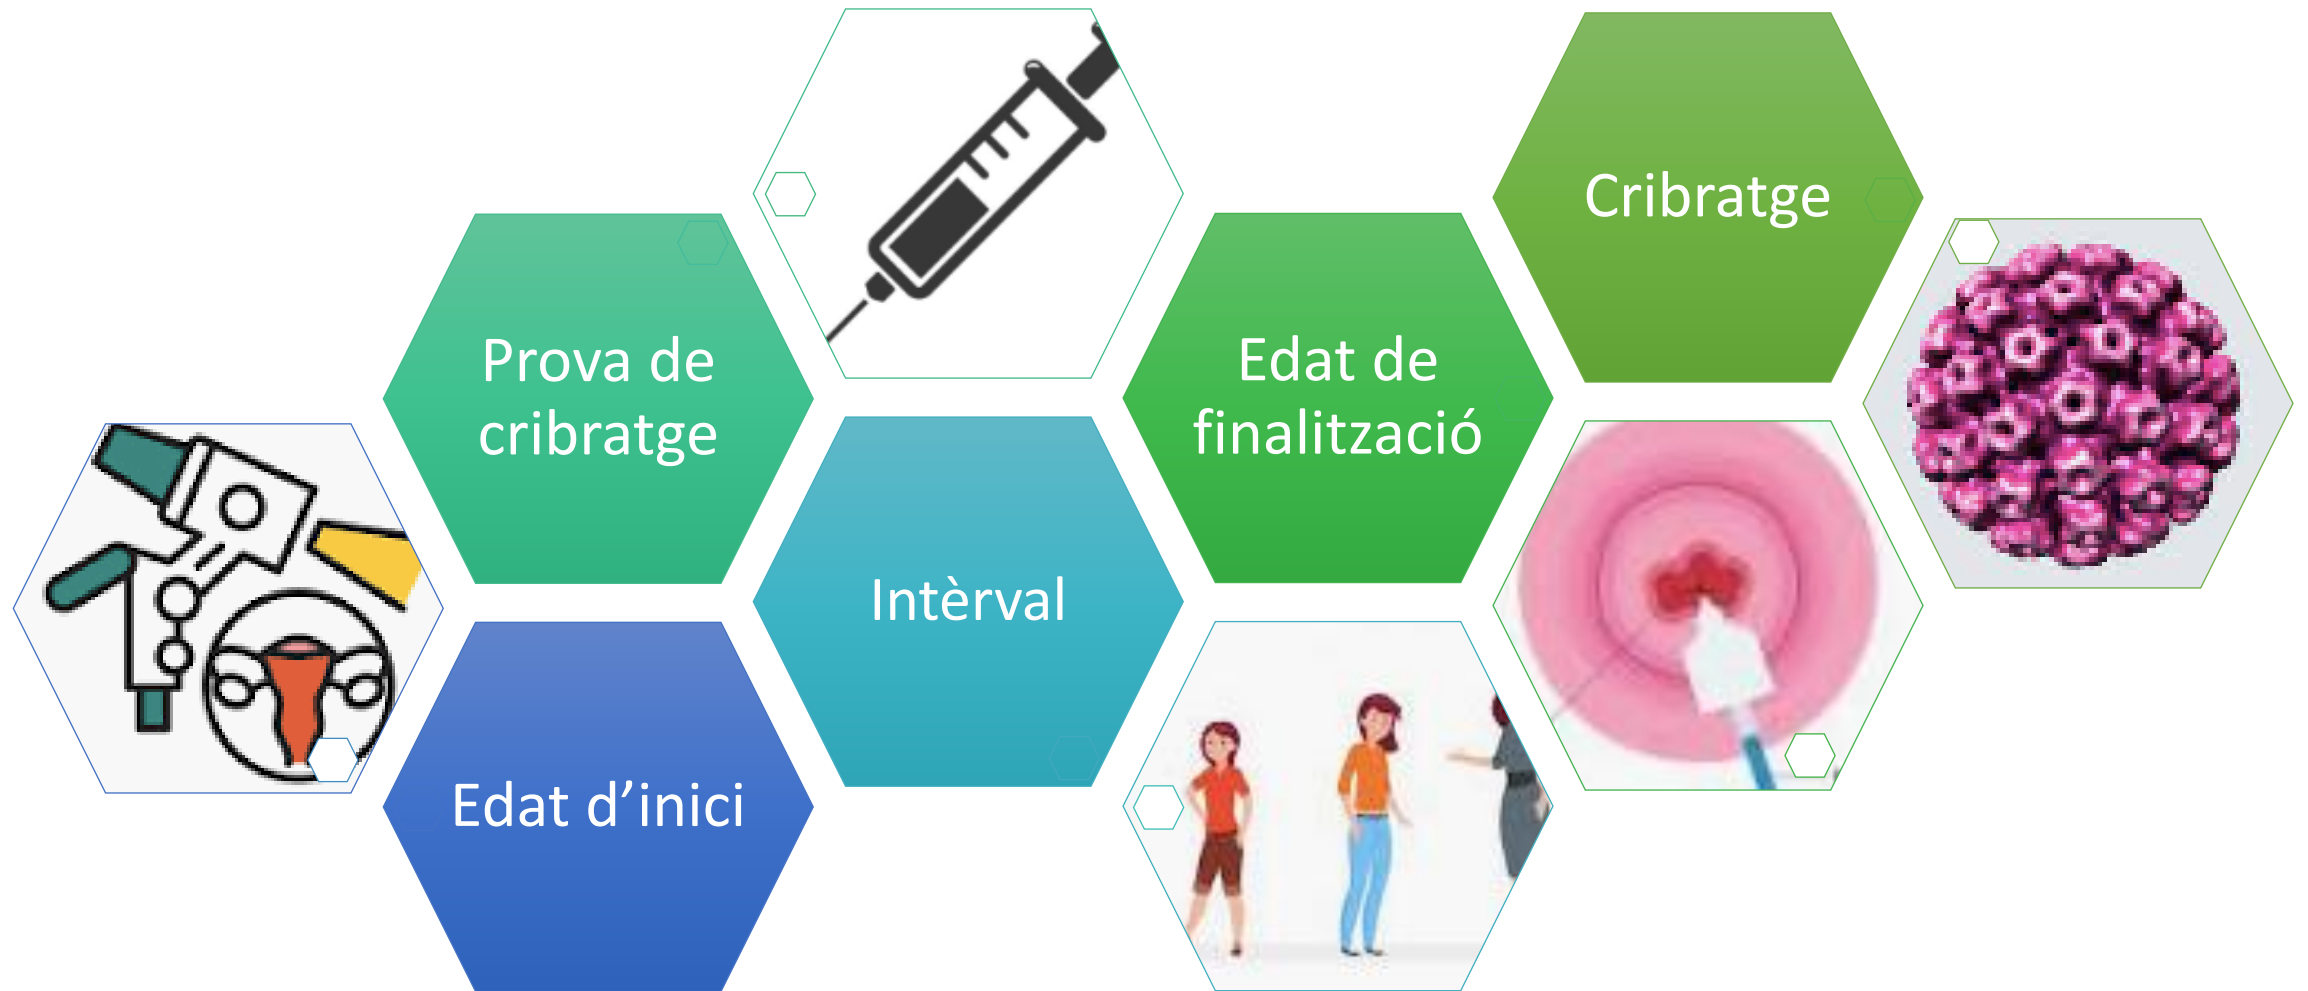 Prova de
cribratge
Edat d’inici
Intèrval
Edat de
finalització
Cribratge